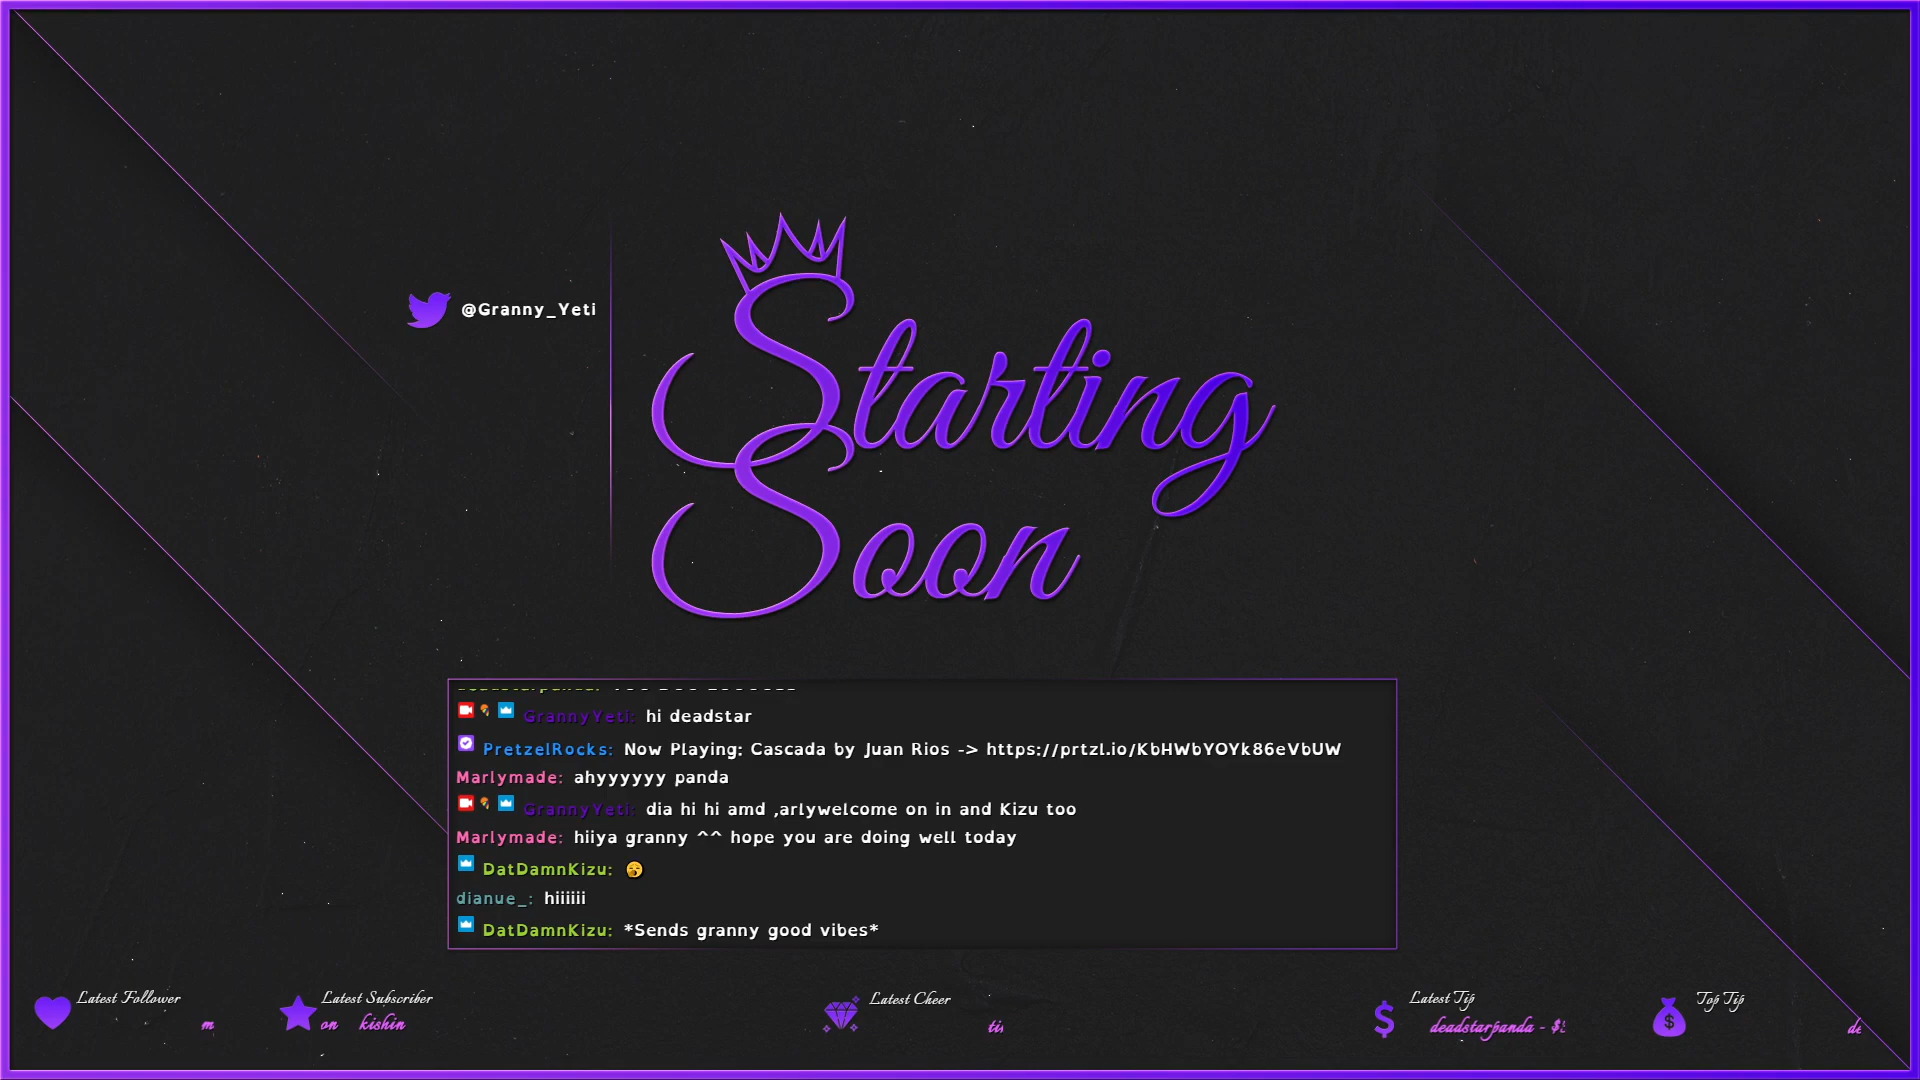 @Granny_Yeti
Starting
Soon
deadstarpanda:
GrannyYeti: hi deadstar
PretzelRocks: Now Playing: Cascada by Juan Rios -> https://prtzl.io/KbHWbYOYk86eVbUW
Marlymade: ahyyyyyy panda
GrannyYeti: dia hi hi amd ,arlywelcome on in and Kizu too
Marlymade: hiiya granny ^^ hope you are doing well today
DatDamnKizu:
dianue_: hiiiiii
DatDamnKizu: *Sends granny good vibes*
Latest Follower
m
Latest Subscriber
on kishin
Latest Cheer
Latest Tip
deadstarpanda - $
Top Tip